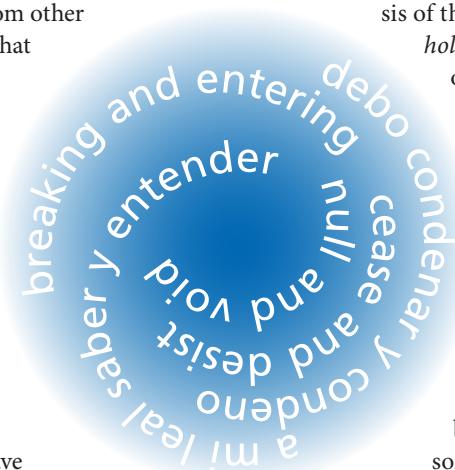 om other
hat
ve
sis of th
hol
o
so
breaking and entering
debo condenar y condeno
a mi leal saber y entender
cease and desist
null and void